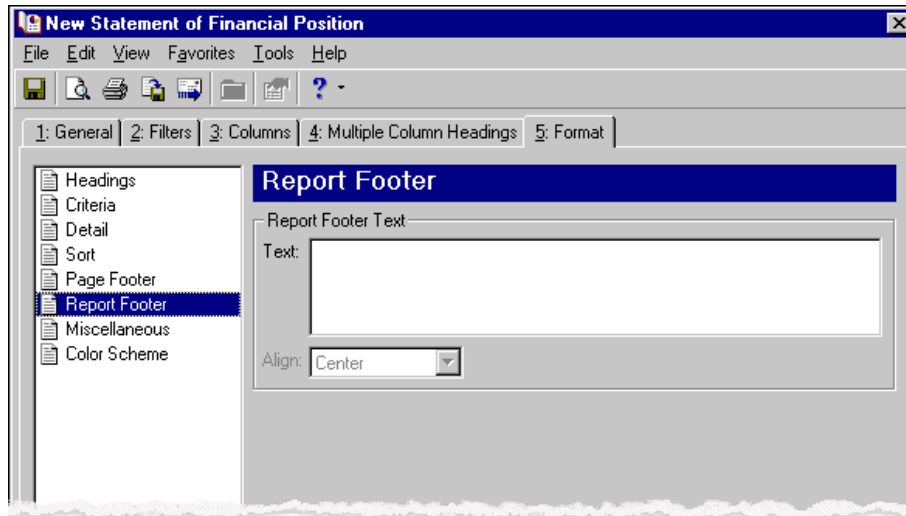 New Statement of Financial Position
File Edit View Favorites Tools Help
1: General 2: Filters 3: Columns 4: Multiple Column Headings 5: Format
Headings
Criteria
Detail
Sort
Page Footer
Report Footer
Miscellaneous
Color Scheme
Report Footer
Report Footer Text
Text:
Align: Center